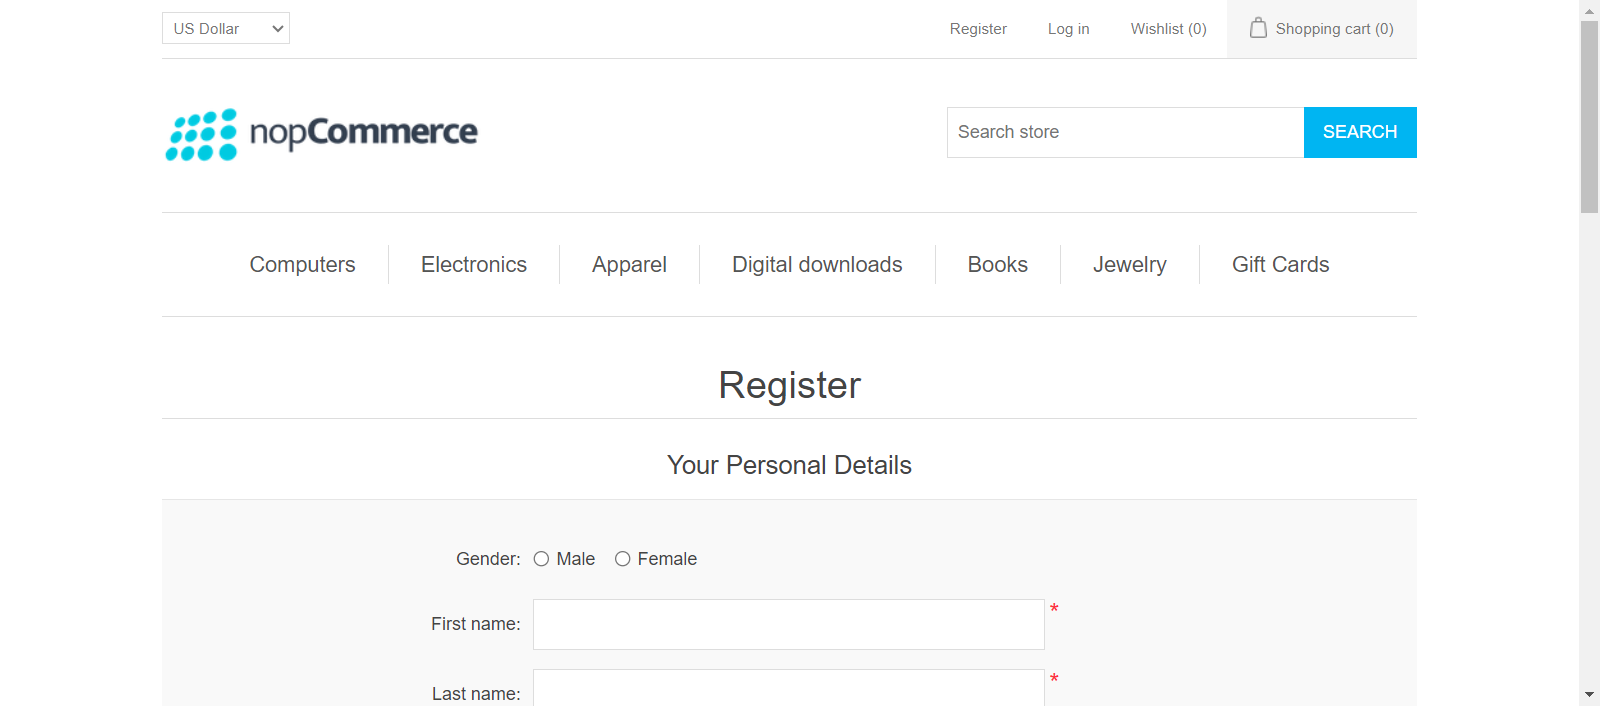 US Dollar
Register
Log in
Wishlist (0)
Shopping cart (0)
nopCommerce
Search store
SEARCH
Computers
Electronics
Apparel
Digital downloads
Books
Jewelry
Gift Cards
Register
Your Personal Details
Gender: Male Female
First name: *
Last name: *